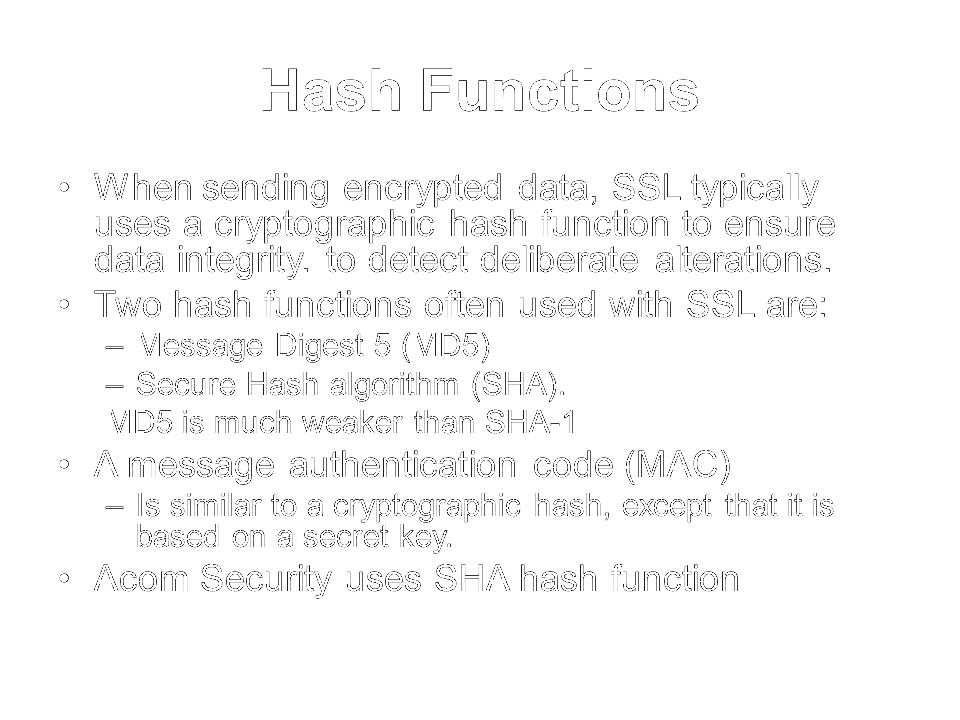 Hash Functions
• When sending encrypted data, SSL typically
uses a cryptographic hash function to ensure
data integrity. to detect deliberate alterations.
• Two hash functions often used with SSL are:
– Message Digest 5 (MD5)
– Secure Hash algorithm (SHA).
MD5 is much weaker than SHA-1
• A message authentication code (MAC)
– Is similar to a cryptographic hash, except that it is
based on a secret key.
• Acom Security uses SHA hash function